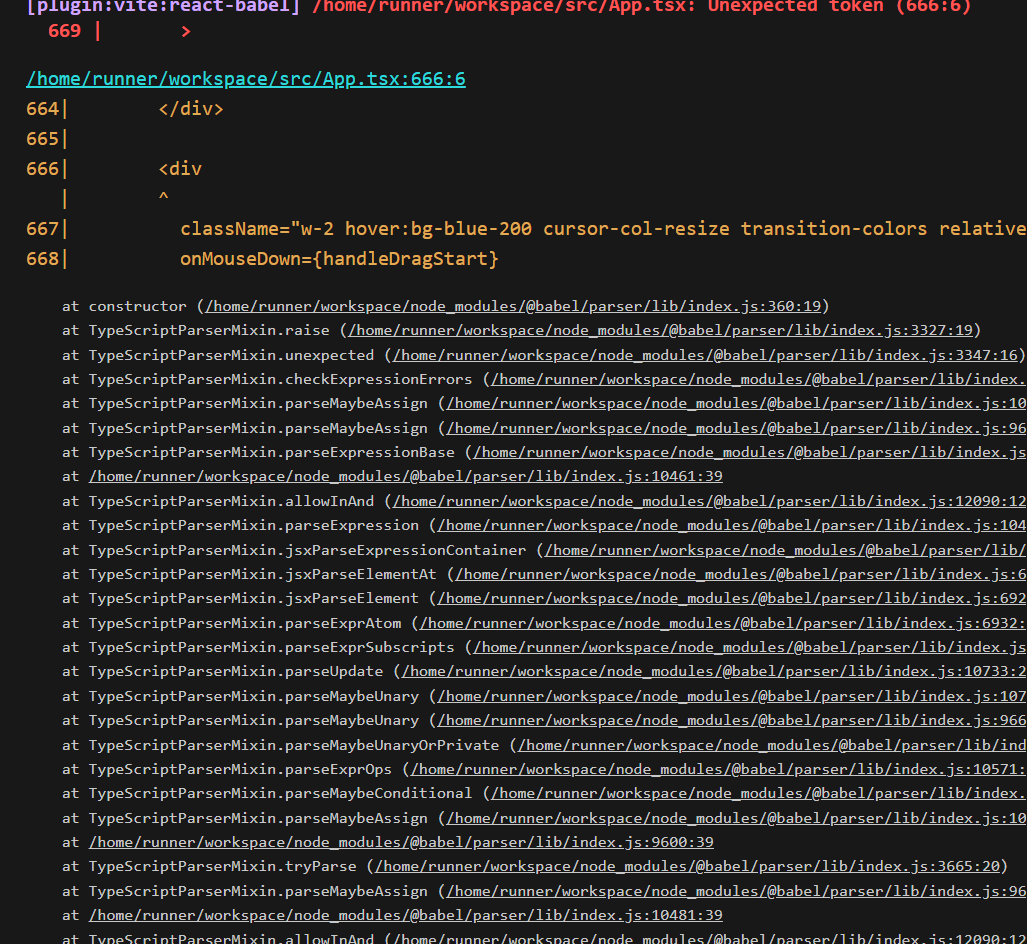 [plugin:vite:react-babel] /home/runner/workspace/src/App.tsx: Unexpected token (666:6)
669 | >
/home/runner/workspace/src/App.tsx:666:6
664| </div>
665|
666| <div
| ^
667| className="w-2 hover:bg-blue-200 cursor-col-resize transition-colors relative
668| onMouseDown={handleDragStart}
at constructor (/home/runner/workspace/node_modules/@babel/parser/lib/index.js:360:19)
at TypeScriptParserMixin.raise (/home/runner/workspace/node_modules/@babel/parser/lib/index.js:3327:19)
at TypeScriptParserMixin.unexpected (/home/runner/workspace/node_modules/@babel/parser/lib/index.js:3347:16)
at TypeScriptParserMixin.checkExpressionErrors (/home/runner/workspace/node_modules/@babel/parser/lib/index.
at TypeScriptParserMixin.parseMaybeAssign (/home/runner/workspace/node_modules/@babel/parser/lib/index.js:10
at TypeScriptParserMixin.parseMaybeAssign (/home/runner/workspace/node_modules/@babel/parser/lib/index.js:96
at TypeScriptParserMixin.parseExpressionBase (/home/runner/workspace/node_modules/@babel/parser/lib/index.js
at /home/runner/workspace/node_modules/@babel/parser/lib/index.js:10461:39
at TypeScriptParserMixin.allowInAnd (/home/runner/workspace/node_modules/@babel/parser/lib/index.js:12090:12
at TypeScriptParserMixin.parseExpression (/home/runner/workspace/node_modules/@babel/parser/lib/index.js:104
at TypeScriptParserMixin.jsxParseExpressionContainer (/home/runner/workspace/node_modules/@babel/parser/lib/
at TypeScriptParserMixin.jsxParseElementAt (/home/runner/workspace/node_modules/@babel/parser/lib/index.js:6
at TypeScriptParserMixin.jsxParseElement (/home/runner/workspace/node_modules/@babel/parser/lib/index.js:692
at TypeScriptParserMixin.parseExprAtom (/home/runner/workspace/node_modules/@babel/parser/lib/index.js:6932:
at TypeScriptParserMixin.parseExprSubscripts (/home/runner/workspace/node_modules/@babel/parser/lib/index.js
at TypeScriptParserMixin.parseUpdate (/home/runner/workspace/node_modules/@babel/parser/lib/index.js:10733:2
at TypeScriptParserMixin.parseMaybeUnary (/home/runner/workspace/node_modules/@babel/parser/lib/index.js:107
at TypeScriptParserMixin.parseMaybeUnary (/home/runner/workspace/node_modules/@babel/parser/lib/index.js:966
at TypeScriptParserMixin.parseMaybeUnaryOrPrivate (/home/runner/workspace/node_modules/@babel/parser/lib/ind
at TypeScriptParserMixin.parseExprOps (/home/runner/workspace/node_modules/@babel/parser/lib/index.js:10571:
at TypeScriptParserMixin.parseMaybeConditional (/home/runner/workspace/node_modules/@babel/parser/lib/index.
at TypeScriptParserMixin.parseMaybeAssign (/home/runner/workspace/node_modules/@babel/parser/lib/index.js:10
at /home/runner/workspace/node_modules/@babel/parser/lib/index.js:9600:39
at TypeScriptParserMixin.tryParse (/home/runner/workspace/node_modules/@babel/parser/lib/index.js:3665:20)
at TypeScriptParserMixin.parseMaybeAssign (/home/runner/workspace/node_modules/@babel/parser/lib/index.js:96
at /home/runner/workspace/node_modules/@babel/parser/lib/index.js:10481:39
at TypeScriptParserMixin.allowInAnd (/home/runner/workspace/node_modules/@babel/parser/lib/index.js:12090:12